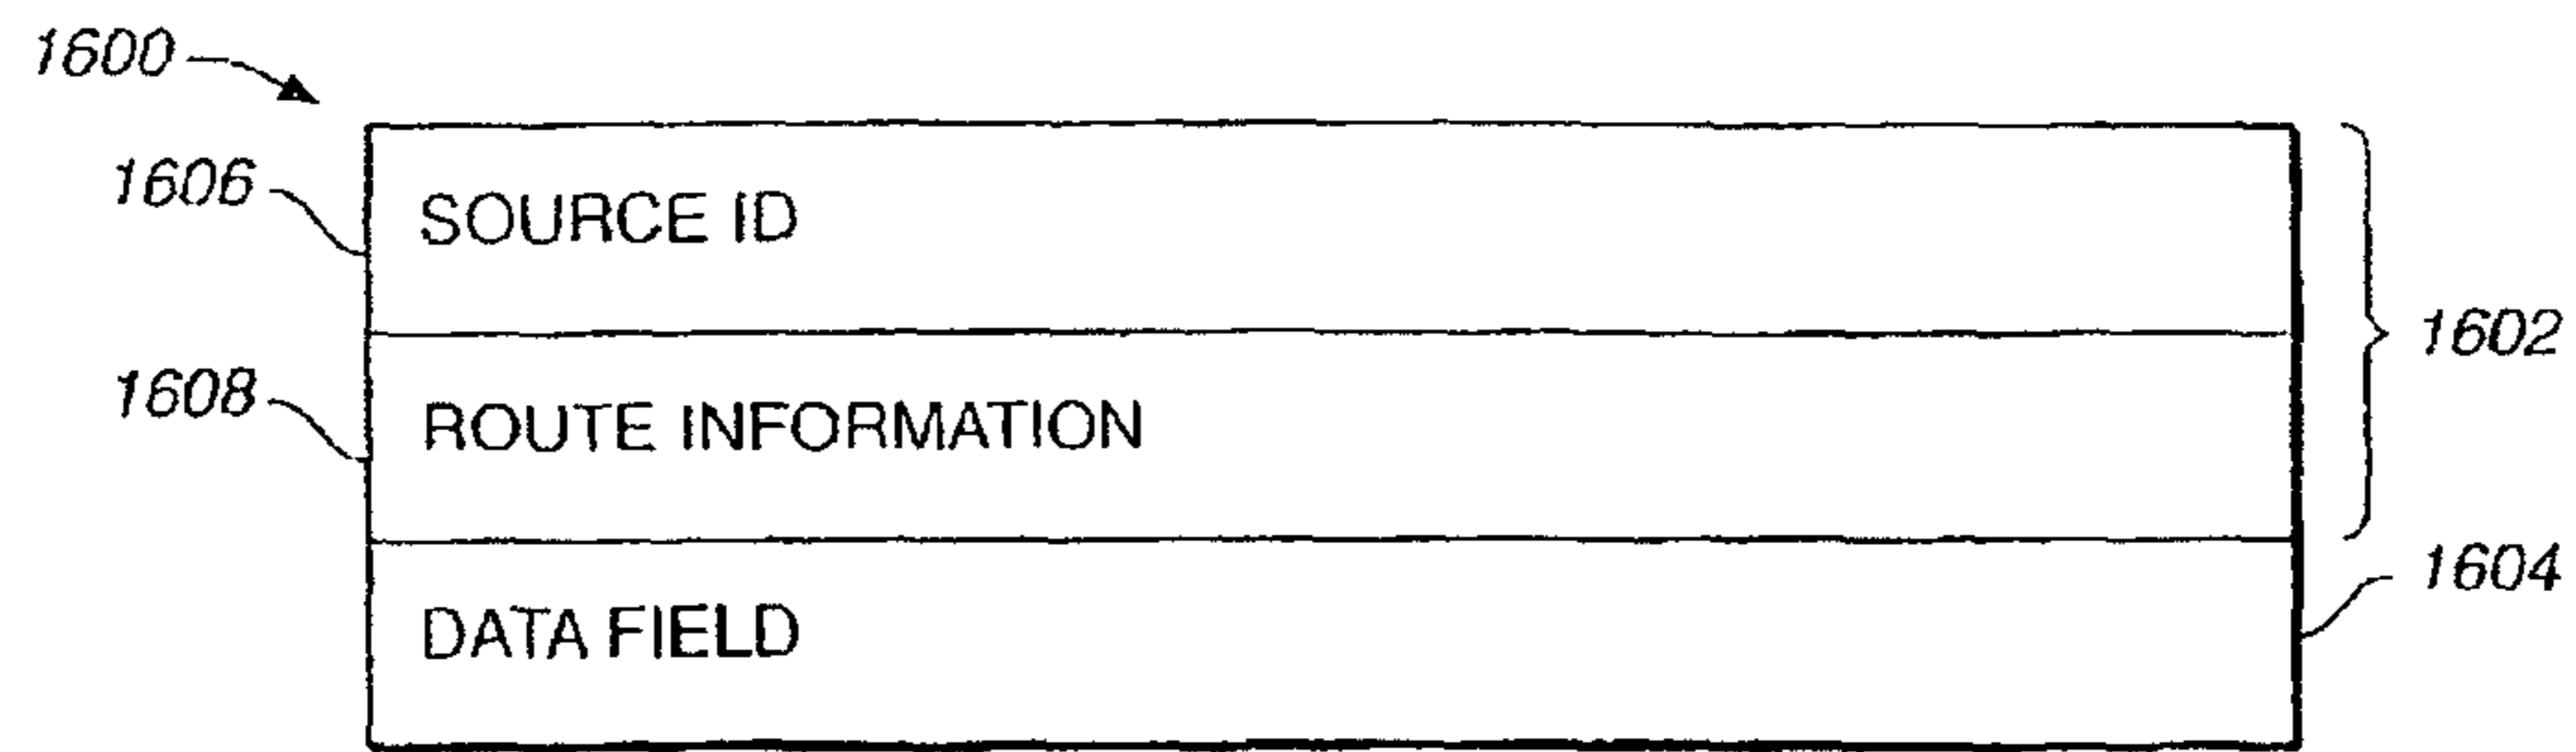 1600
1606
SOURCE ID
1602
1608
ROUTE INFORMATION
1604
DATA FIELD